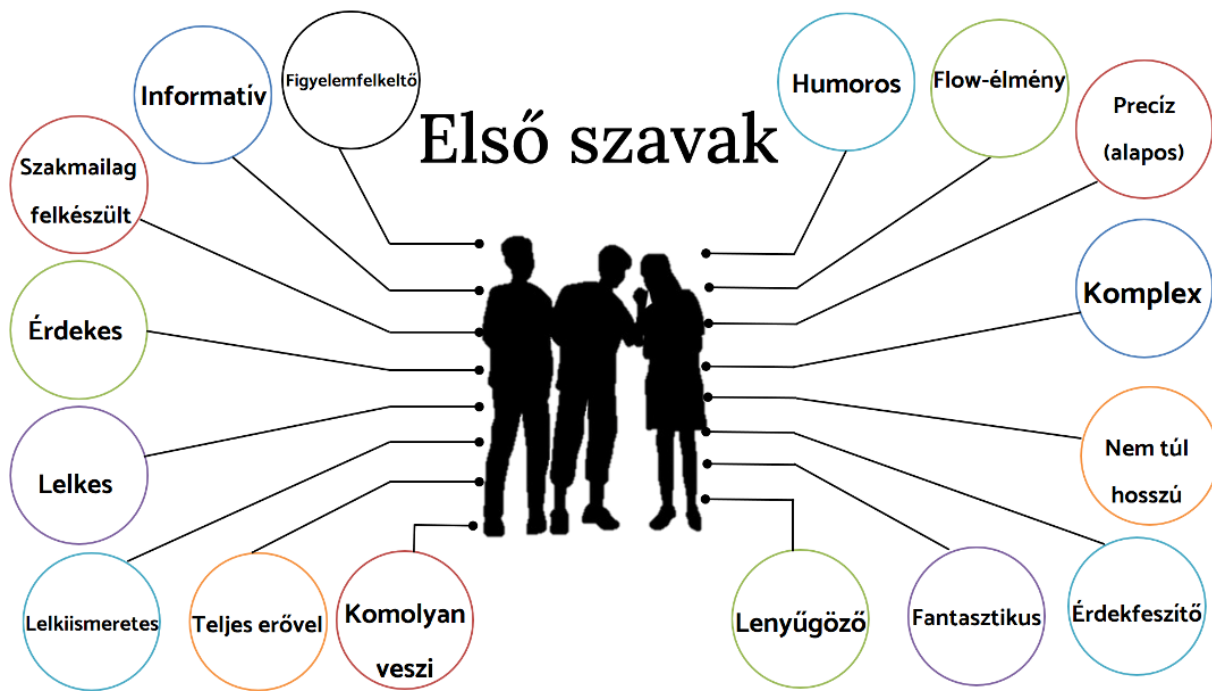 Első szavak
Figyelemfelkeltő
Informatív
Szakmailag
felkészült
Érdekes
Lelkes
Lelkiismeretes
Teljes erővel
Komolyan
veszi
Humoros
Flow-élmény
Precíz
(alapos)
Komplex
Nem túl
hosszú
Érdekfeszítő
Fantasztikus
Lenyűgöző